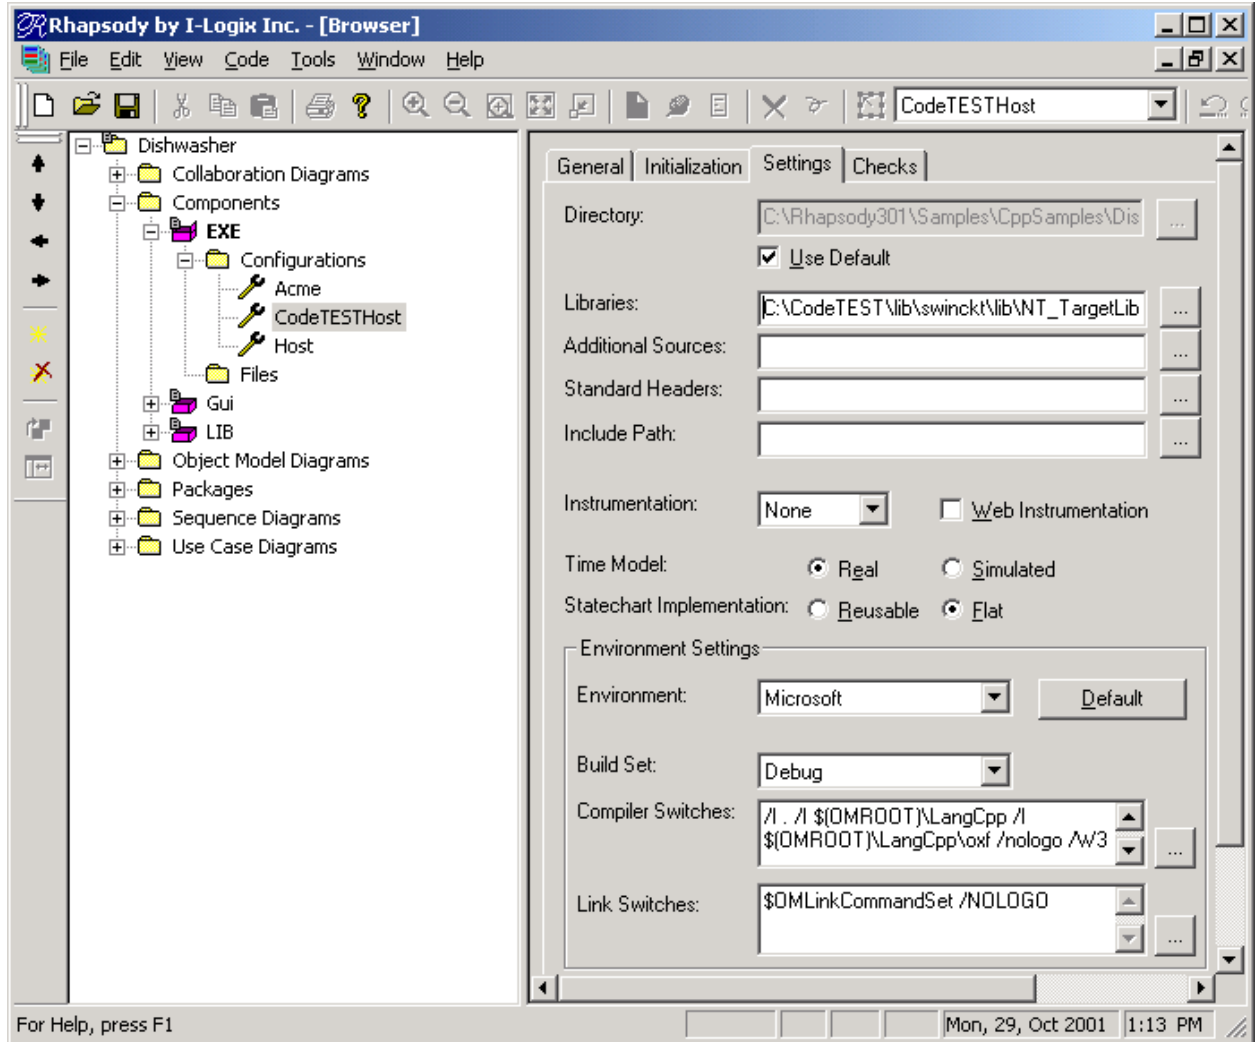 Rhapsody by I-Logix Inc. - [Browser]
File Edit View Code Tools Window Help
CodeTESTHost
Dishwasher
Collaboration Diagrams
Components
EXE
Configurations
Acme
CodeTESTHost
Host
Files
Gui
LIB
Object Model Diagrams
Packages
Sequence Diagrams
Use Case Diagrams
General Initialization Settings Checks
Directory: C:\Rhapsody301\Samples\CppSamples\Dis ...
Use Default
Libraries: C:\CodeTEST\lib\swinckt\lib\NT_TargetLib ...
Additional Sources: ...
Standard Headers: ...
Include Path: ...
Instrumentation: None Web Instrumentation
Time Model: Real Simulated
Statechart Implementation: Reusable Flat
Environment Settings
Environment: Microsoft Default
Build Set: Debug
Compiler Switches: /I . /I $(OMROOT)\LangCpp /I
$(OMROOT)\LangCpp\oxf /nologo /W3 ...
Link Switches: $OMLinkCommandSet /NOLOGO ...
For Help, press F1 Mon, 29, Oct 2001 1:13 PM